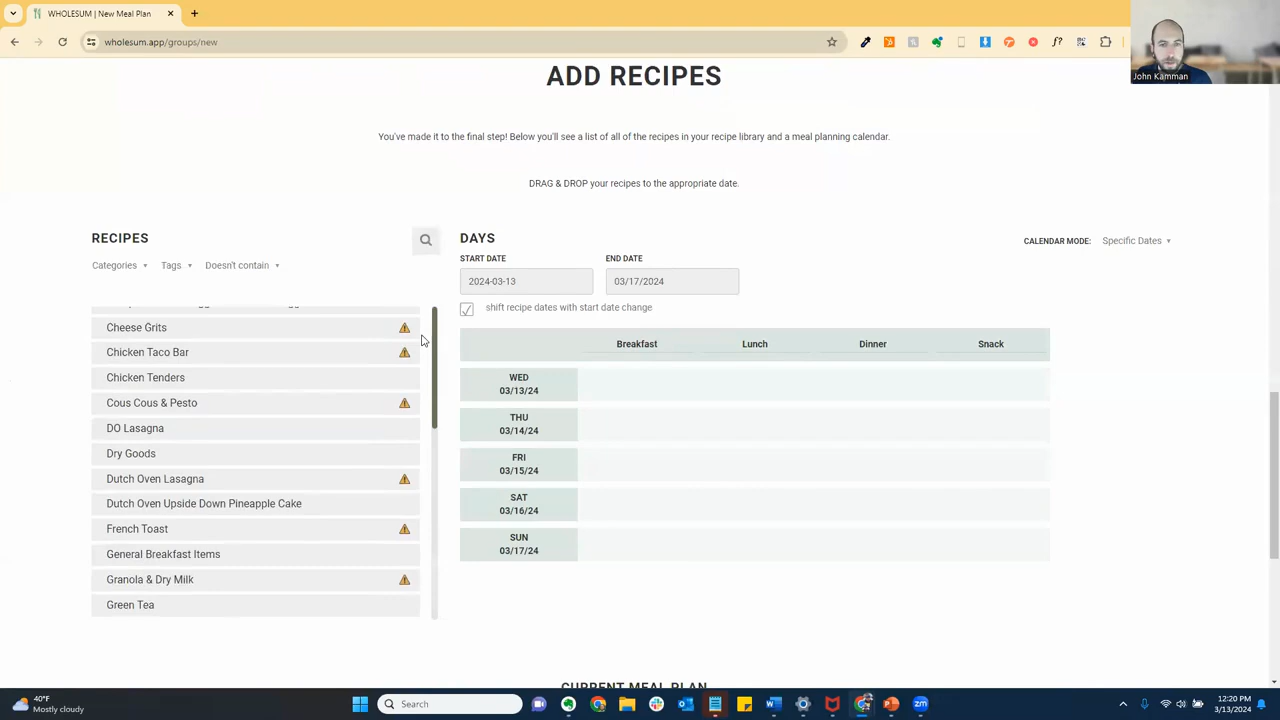 WHOLESUM | New Meal Plan
wholesum.app/groups/new
John Kamman
ADD RECIPES
You've made it to the final step! Below you'll see a list of all of the recipes in your recipe library and a meal planning calendar.
DRAG & DROP your recipes to the appropriate date.
RECIPES
Categories
Tags
Doesn't contain
Cheese Grits
Chicken Taco Bar
Chicken Tenders
Cous Cous & Pesto
DO Lasagna
Dry Goods
Dutch Oven Lasagna
Dutch Oven Upside Down Pineapple Cake
French Toast
General Breakfast Items
Granola & Dry Milk
Green Tea
DAYS
CALENDAR MODE: Specific Dates
START DATE
END DATE
2024-03-13
03/17/2024
shift recipe dates with start date change
Breakfast Lunch Dinner Snack
WED
03/13/24
THU
03/14/24
FRI
03/15/24
SAT
03/16/24
SUN
03/17/24
CURRENT MEAL PLAN
40°F
Mostly cloudy
Search
12:20 PM
3/13/2024